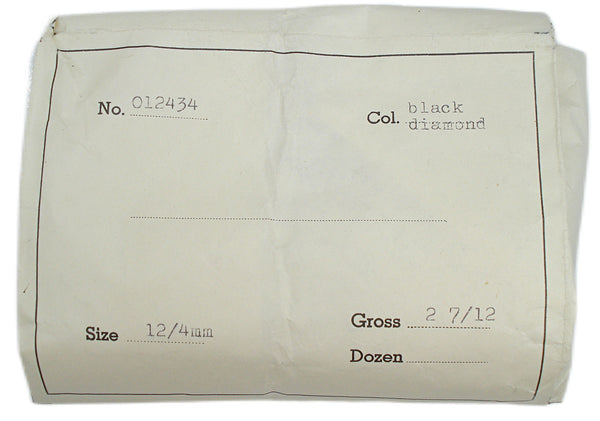 No. 012434
Col. black
diamond
Size 12/4mm
Gross 2 7/12
Dozen